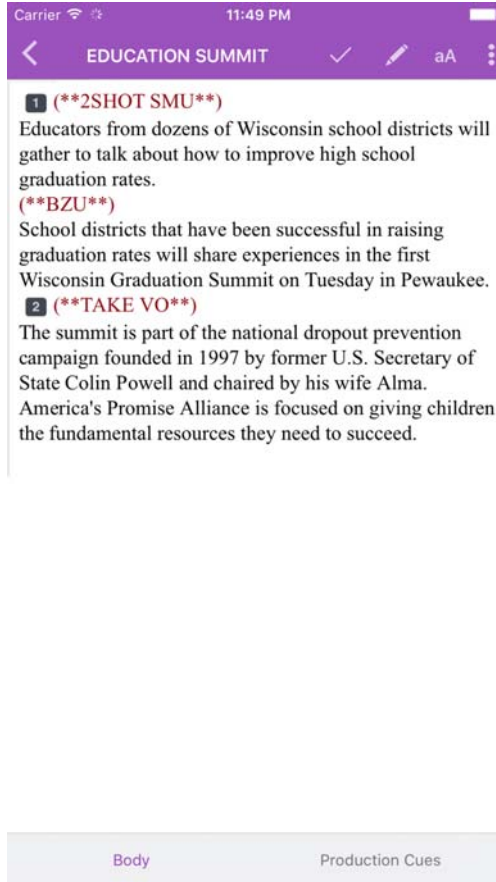 Carrier 11:49 PM
EDUCATION SUMMIT aA
1 (**2SHOT SMU**)
Educators from dozens of Wisconsin school districts will
gather to talk about how to improve high school
graduation rates.
(**BZU**)
School districts that have been successful in raising
graduation rates will share experiences in the first
Wisconsin Graduation Summit on Tuesday in Pewaukee.
2 (**TAKE VO**)
The summit is part of the national dropout prevention
campaign founded in 1997 by former U.S. Secretary of
State Colin Powell and chaired by his wife Alma.
America's Promise Alliance is focused on giving children
the fundamental resources they need to succeed.
Body Production Cues